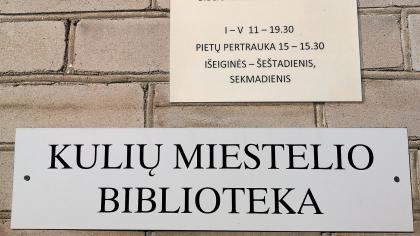 I – V 11 – 19.30
PIETŲ PERTRAUKA 15 – 15.30
IŠEIGINĖS – ŠEŠTADIENIS,
SEKMADIENIS
KULIŲ MIESTELIO
BIBLIOTEKA